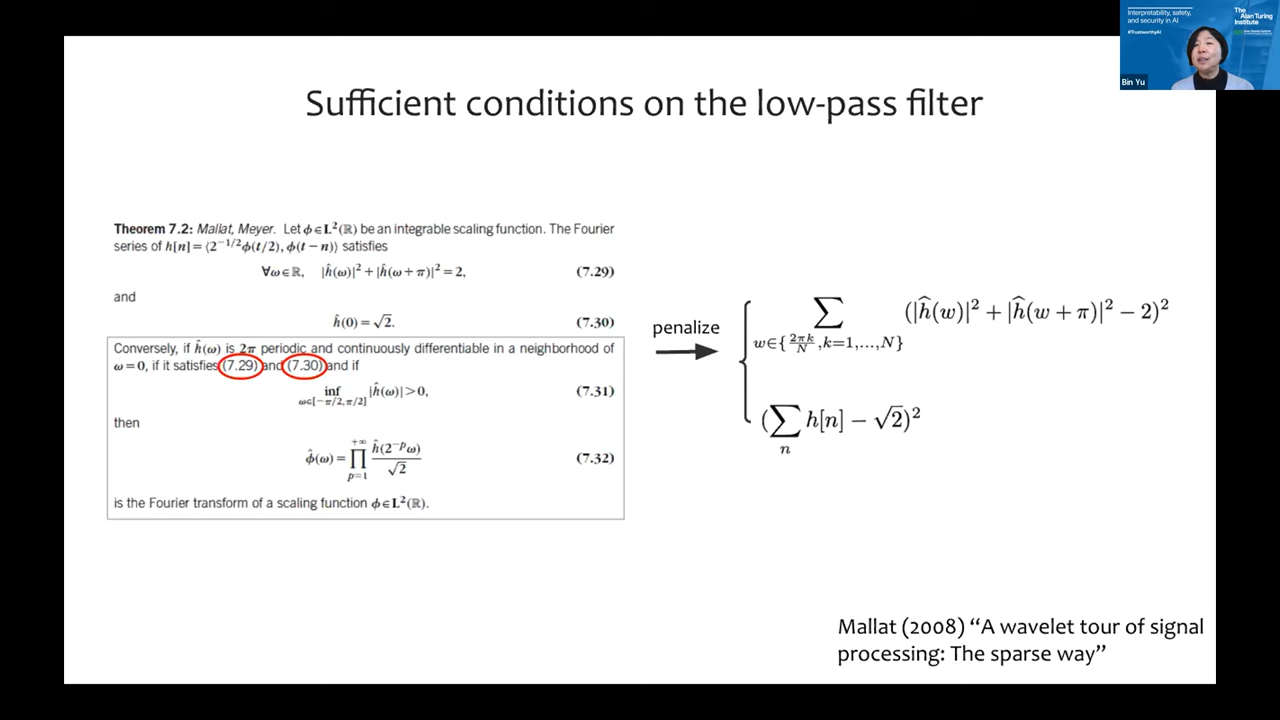 Interpretability, safety,
and security in AI
#TrustworthyAI
The
Alan Turing
Institute
Bin Yu
Sufficient conditions on the low-pass filter
Theorem 7.2: Mallat, Meyer. Let ϕ∈L²(ℝ) be an integrable scaling function. The Fourier
series of h[n]=⟨2^{-1/2}ϕ(t/2), ϕ(t−n)⟩ satisfies
∀ω∈ℝ, |ĥ(ω)|²+|ĥ(ω+π)|²=2, (7.29)
and
ĥ(0)=√2. (7.30)
Conversely, if ĥ(ω) is 2π periodic and continuously differentiable in a neighborhood of
ω=0, if it satisfies (7.29) and (7.30) and if
inf_{ω∈[−π/2,π/2]} |ĥ(ω)|>0, (7.31)
then
ϕ̂(ω)=∏_{p=1}^{+∞} ĥ(2^{−p}ω)/√2 (7.32)
is the Fourier transform of a scaling function ϕ∈L²(ℝ).
penalize
∑_{w∈{2πk/N, k=1,...,N}} (|ĥ(w)|² + |ĥ(w + π)|² − 2)²
(∑_n h[n] − √2)²
Mallat (2008) “A wavelet tour of signal
processing: The sparse way”